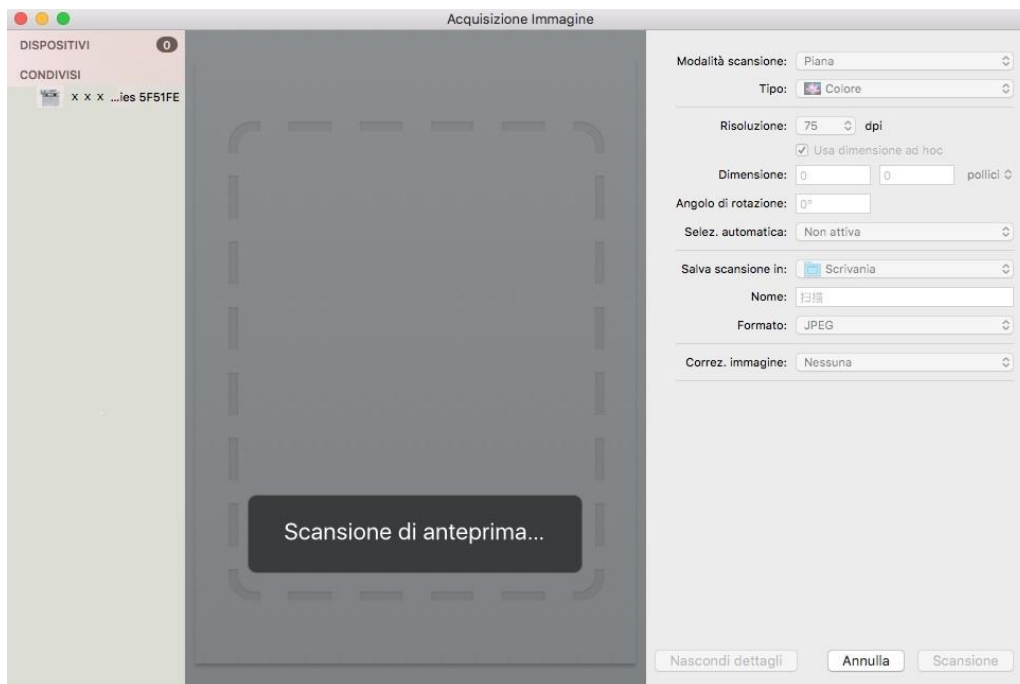 Acquisizione Immagine
DISPOSITIVI 0
CONDIVISI
x x x ...ies 5F51FE
Scansione di anteprima...
Modalità scansione: Piana
Tipo: Colore
Risoluzione: 75 dpi
Usa dimensione ad hoc
Dimensione: 0 0 pollici
Angolo di rotazione: 0°
Selez. automatica: Non attiva
Salva scansione in: Scrivania
Nome: 扫描
Formato: JPEG
Correz. immagine: Nessuna
Nascondi dettagli Annulla Scansione